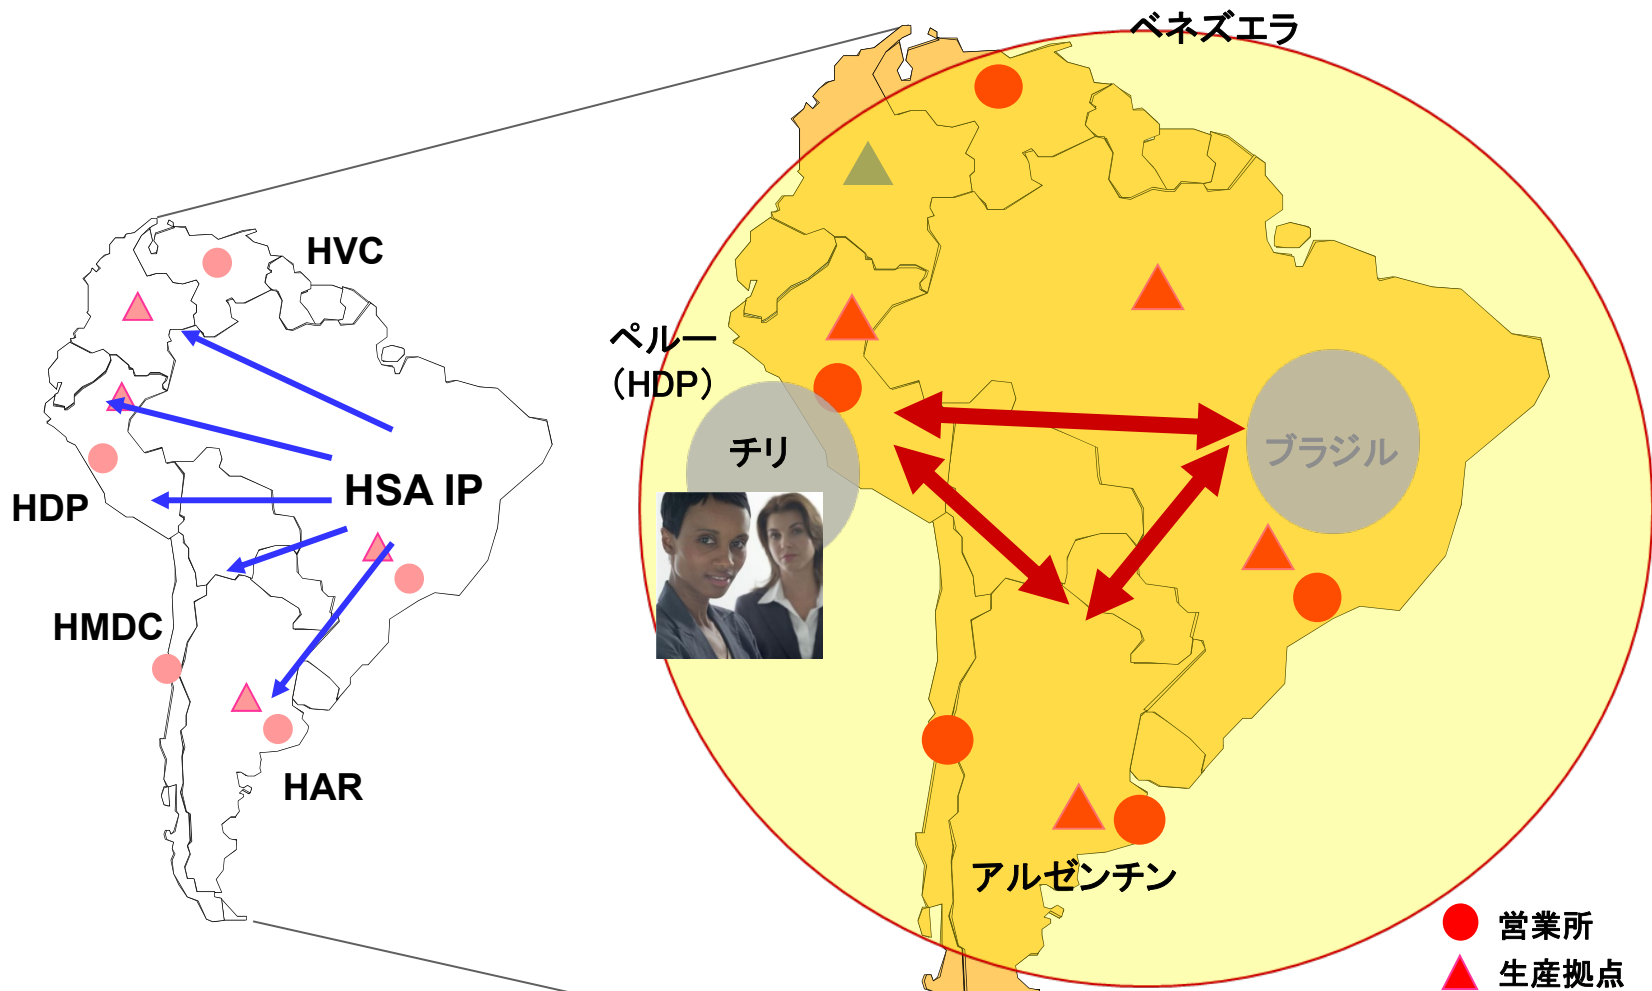 ベネズエラ
HVC
ペルー
（HDP）
チリ
ブラジル
HSA IP
HDP
HMDC
HAR
アルゼンチン
営業所
生産拠点